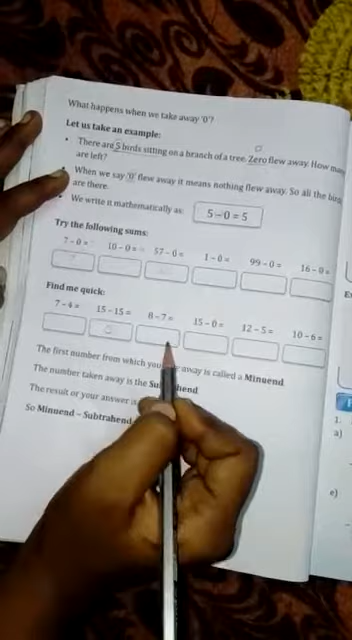 What happens when we take away '0'?
Let us take an example:
• There are 5 birds sitting on a branch of a tree. Zero flew away. How many
are left?
• When we say '0' flew away it means nothing flew away. So all the
are there.
• We write it mathematically as: 5 – 0 = 5
Try the following sums:
7 – 0 = 10 – 0 = 57 – 0 = 1 – 0 = 99 – 0 = 16 – 0 =
7
Find me quick:
7 – 4 = 15 – 15 = 8 – 7 = 15 – 0 = 12 – 5 = 10 – 6 =
0
The first number from which you away is called a Minuend
The number taken away is the
The result or your answer is
So Minuend – Subtrahend
1.
a)
e)